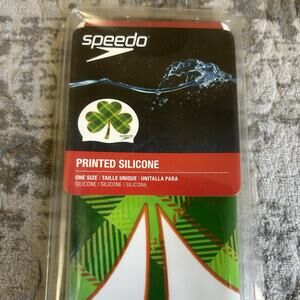 speedo
PRINTED SILICONE
ONE SIZE | TAILLE UNIQUE | UNITALLA PARA
SILICONE | SILICONE | SILICONA